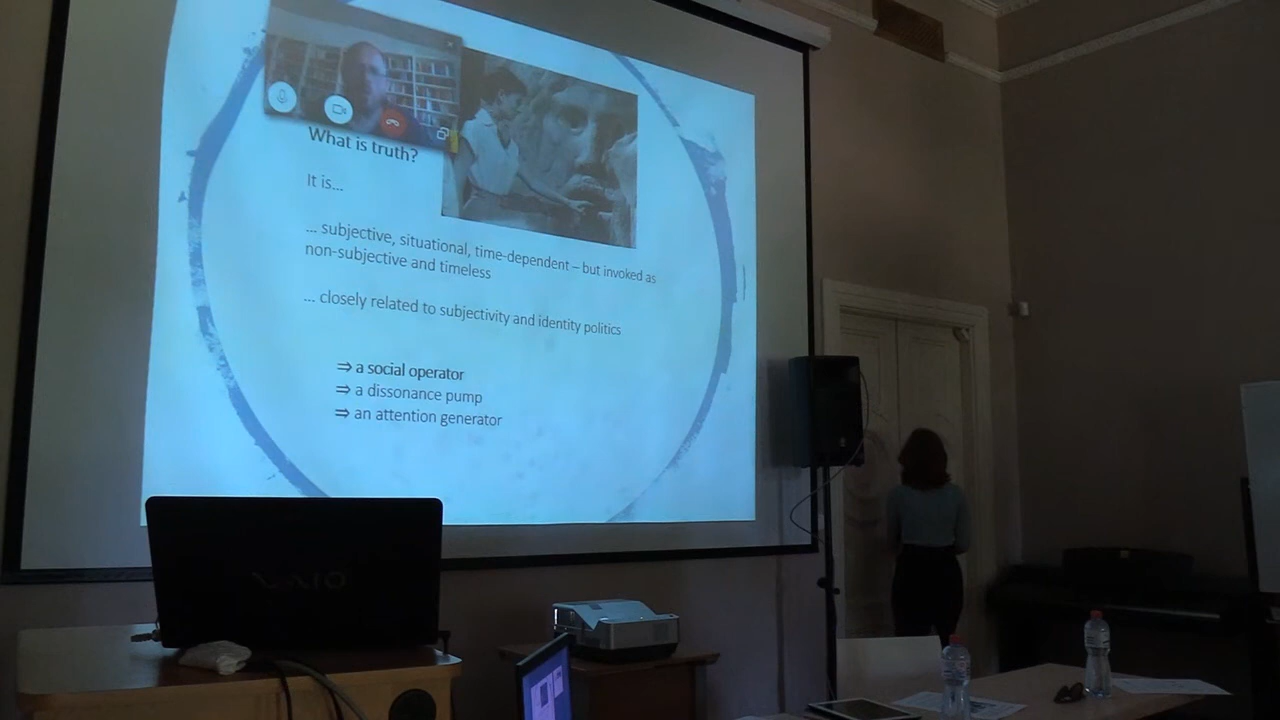 What is truth?
It is...
... subjective, situational, time-dependent – but invoked as
non-subjective and timeless
... closely related to subjectivity and identity politics
⇒ a social operator
⇒ a dissonance pump
⇒ an attention generator
VAIO